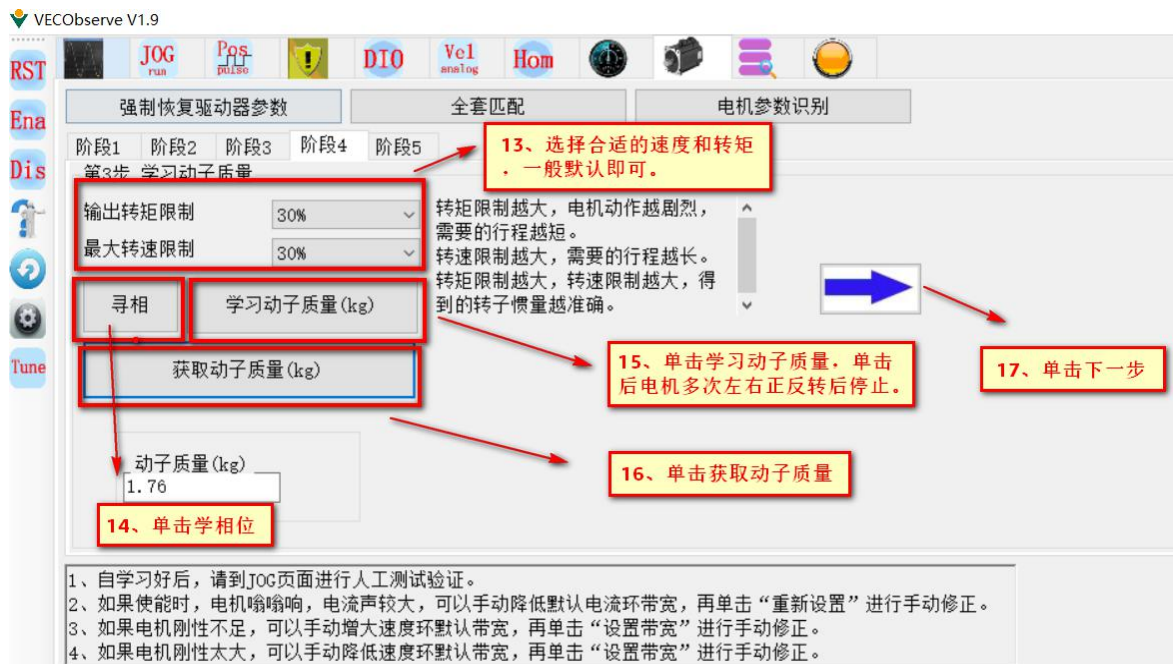 VECObserve V1.9
RST
JOG
run
Pos
pulse
DIO
Vel
analog
Hom
Ena
强制恢复驱动器参数
全套匹配
电机参数识别
阶段1
阶段2
阶段3
阶段4
阶段5
13、选择合适的速度和转矩
，一般默认即可。
Dis
第3步 学习动子质量
输出转矩限制
30%
最大转速限制
30%
转矩限制越大，电机动作越剧烈，
需要的行程越短。
转速限制越大，需要的行程越长。
转矩限制越大，转速限制越大，得
到的转子惯量越准确。
寻相
学习动子质量(kg)
Tune
获取动子质量(kg)
15、单击学习动子质量，单击
后电机多次左右正反转后停止。
17、单击下一步
动子质量(kg)
1.76
16、单击获取动子质量
14、单击学相位
1、自学习好后，请到JOG页面进行人工测试验证。
2、如果使能时，电机嗡嗡响，电流声较大，可以手动降低默认电流环带宽，再单击“重新设置”进行手动修正。
3、如果电机刚性不足，可以手动增大速度环默认带宽，再单击“设置带宽”进行手动修正。
4、如果电机刚性太大，可以手动降低速度环默认带宽，再单击“设置带宽”进行手动修正。